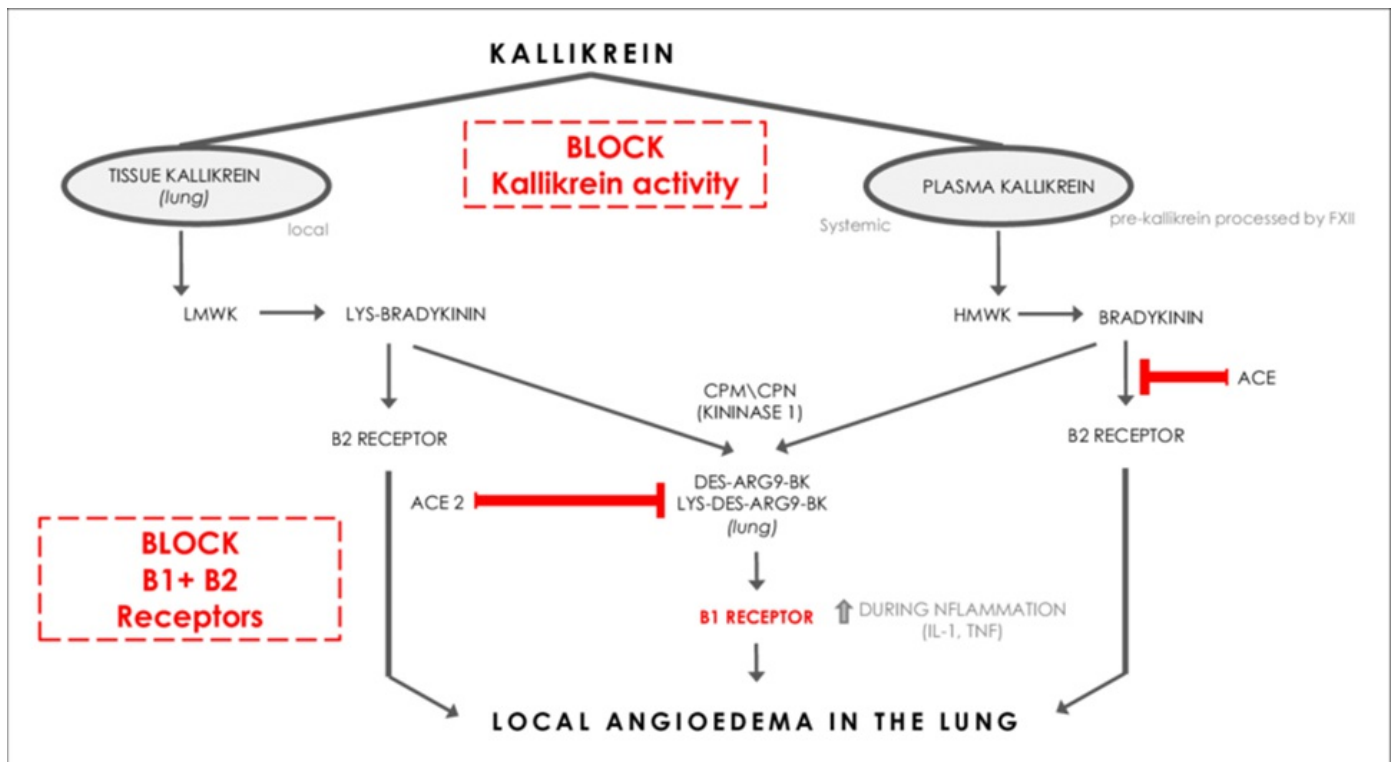 KALLIKREIN
BLOCK
Kallikrein activity
TISSUE KALLIKREIN
(lung)
local
PLASMA KALLIKREIN
Systemic
pre-kallikrein processed by FXII
LMWK
LYS-BRADYKININ
HMWK
BRADYKININ
CPM\CPN
(KININASE 1)
ACE
B2 RECEPTOR
B2 RECEPTOR
DES-ARG9-BK
LYS-DES-ARG9-BK
(lung)
ACE 2
BLOCK
B1+ B2
Receptors
B1 RECEPTOR
DURING NFLAMMATION
(IL-1, TNF)
LOCAL ANGIOEDEMA IN THE LUNG